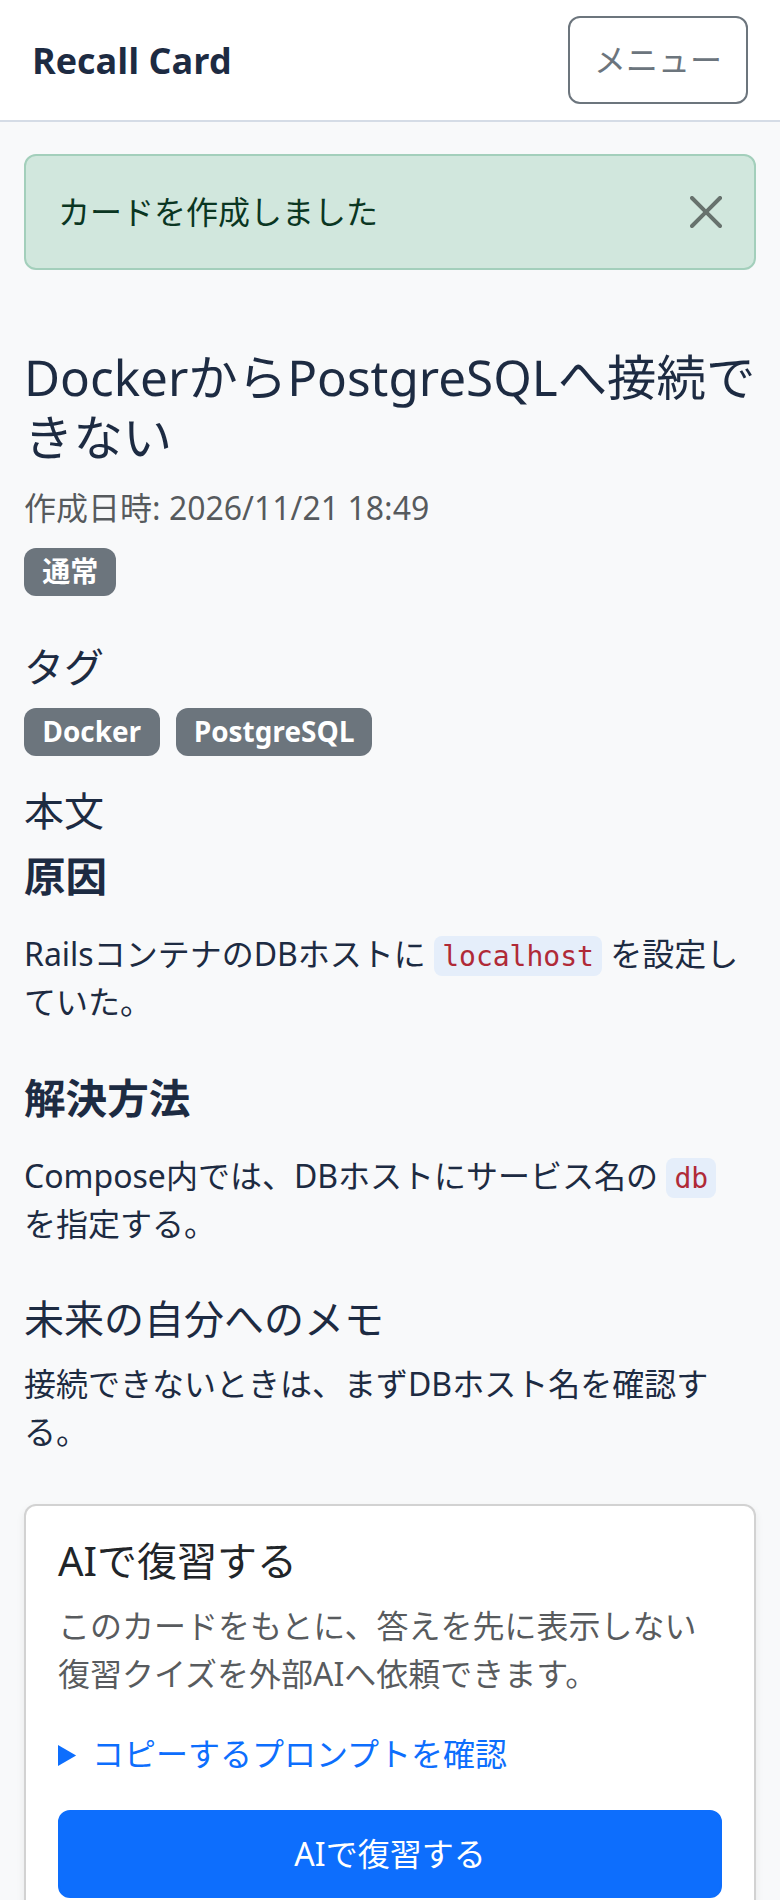 Recall Card
メニュー
カードを作成しました
DockerからPostgreSQLへ接続で
きない
作成日時: 2026/11/21 18:49
通常
タグ
Docker PostgreSQL
本文
原因
RailsコンテナのDBホストに localhost を設定し
ていた。
解決方法
Compose内では、DBホストにサービス名の db
を指定する。
未来の自分へのメモ
接続できないときは、まずDBホスト名を確認す
る。
AIで復習する
このカードをもとに、答えを先に表示しない
復習クイズを外部AIへ依頼できます。
コピーするプロンプトを確認
AIで復習する